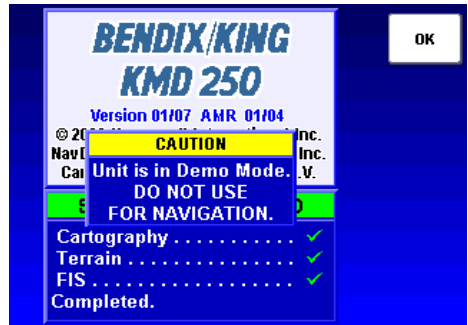 BENDIX/KING
KMD 250
OK
Version 01/07 AMR 01/04
© Inc.
CAUTION
Inc.
Unit is in Demo Mode.
.V.
DO NOT USE
FOR NAVIGATION.
Cartography . . . . . . . . . . . ✓
Terrain . . . . . . . . . . . . . . . ✓
FIS . . . . . . . . . . . . . . . . . . ✓
Completed.